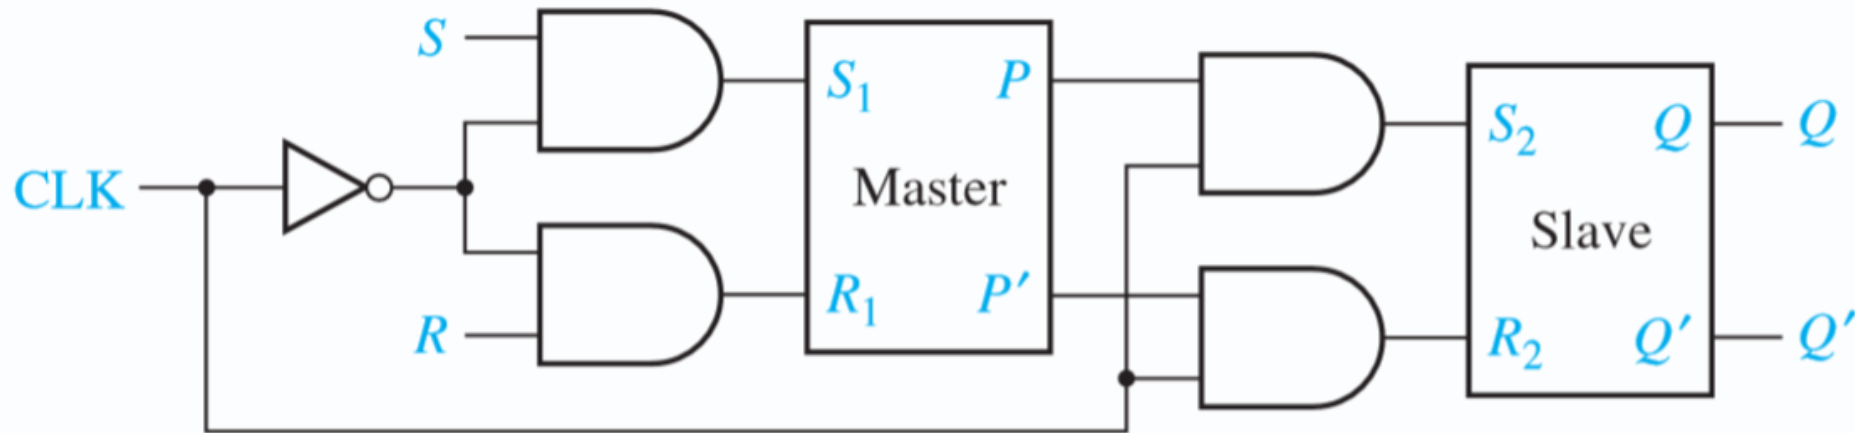 S
CLK
R
S₁ P
Master
R₁ P′
S₂ Q
Slave
R₂ Q′
Q
Q′